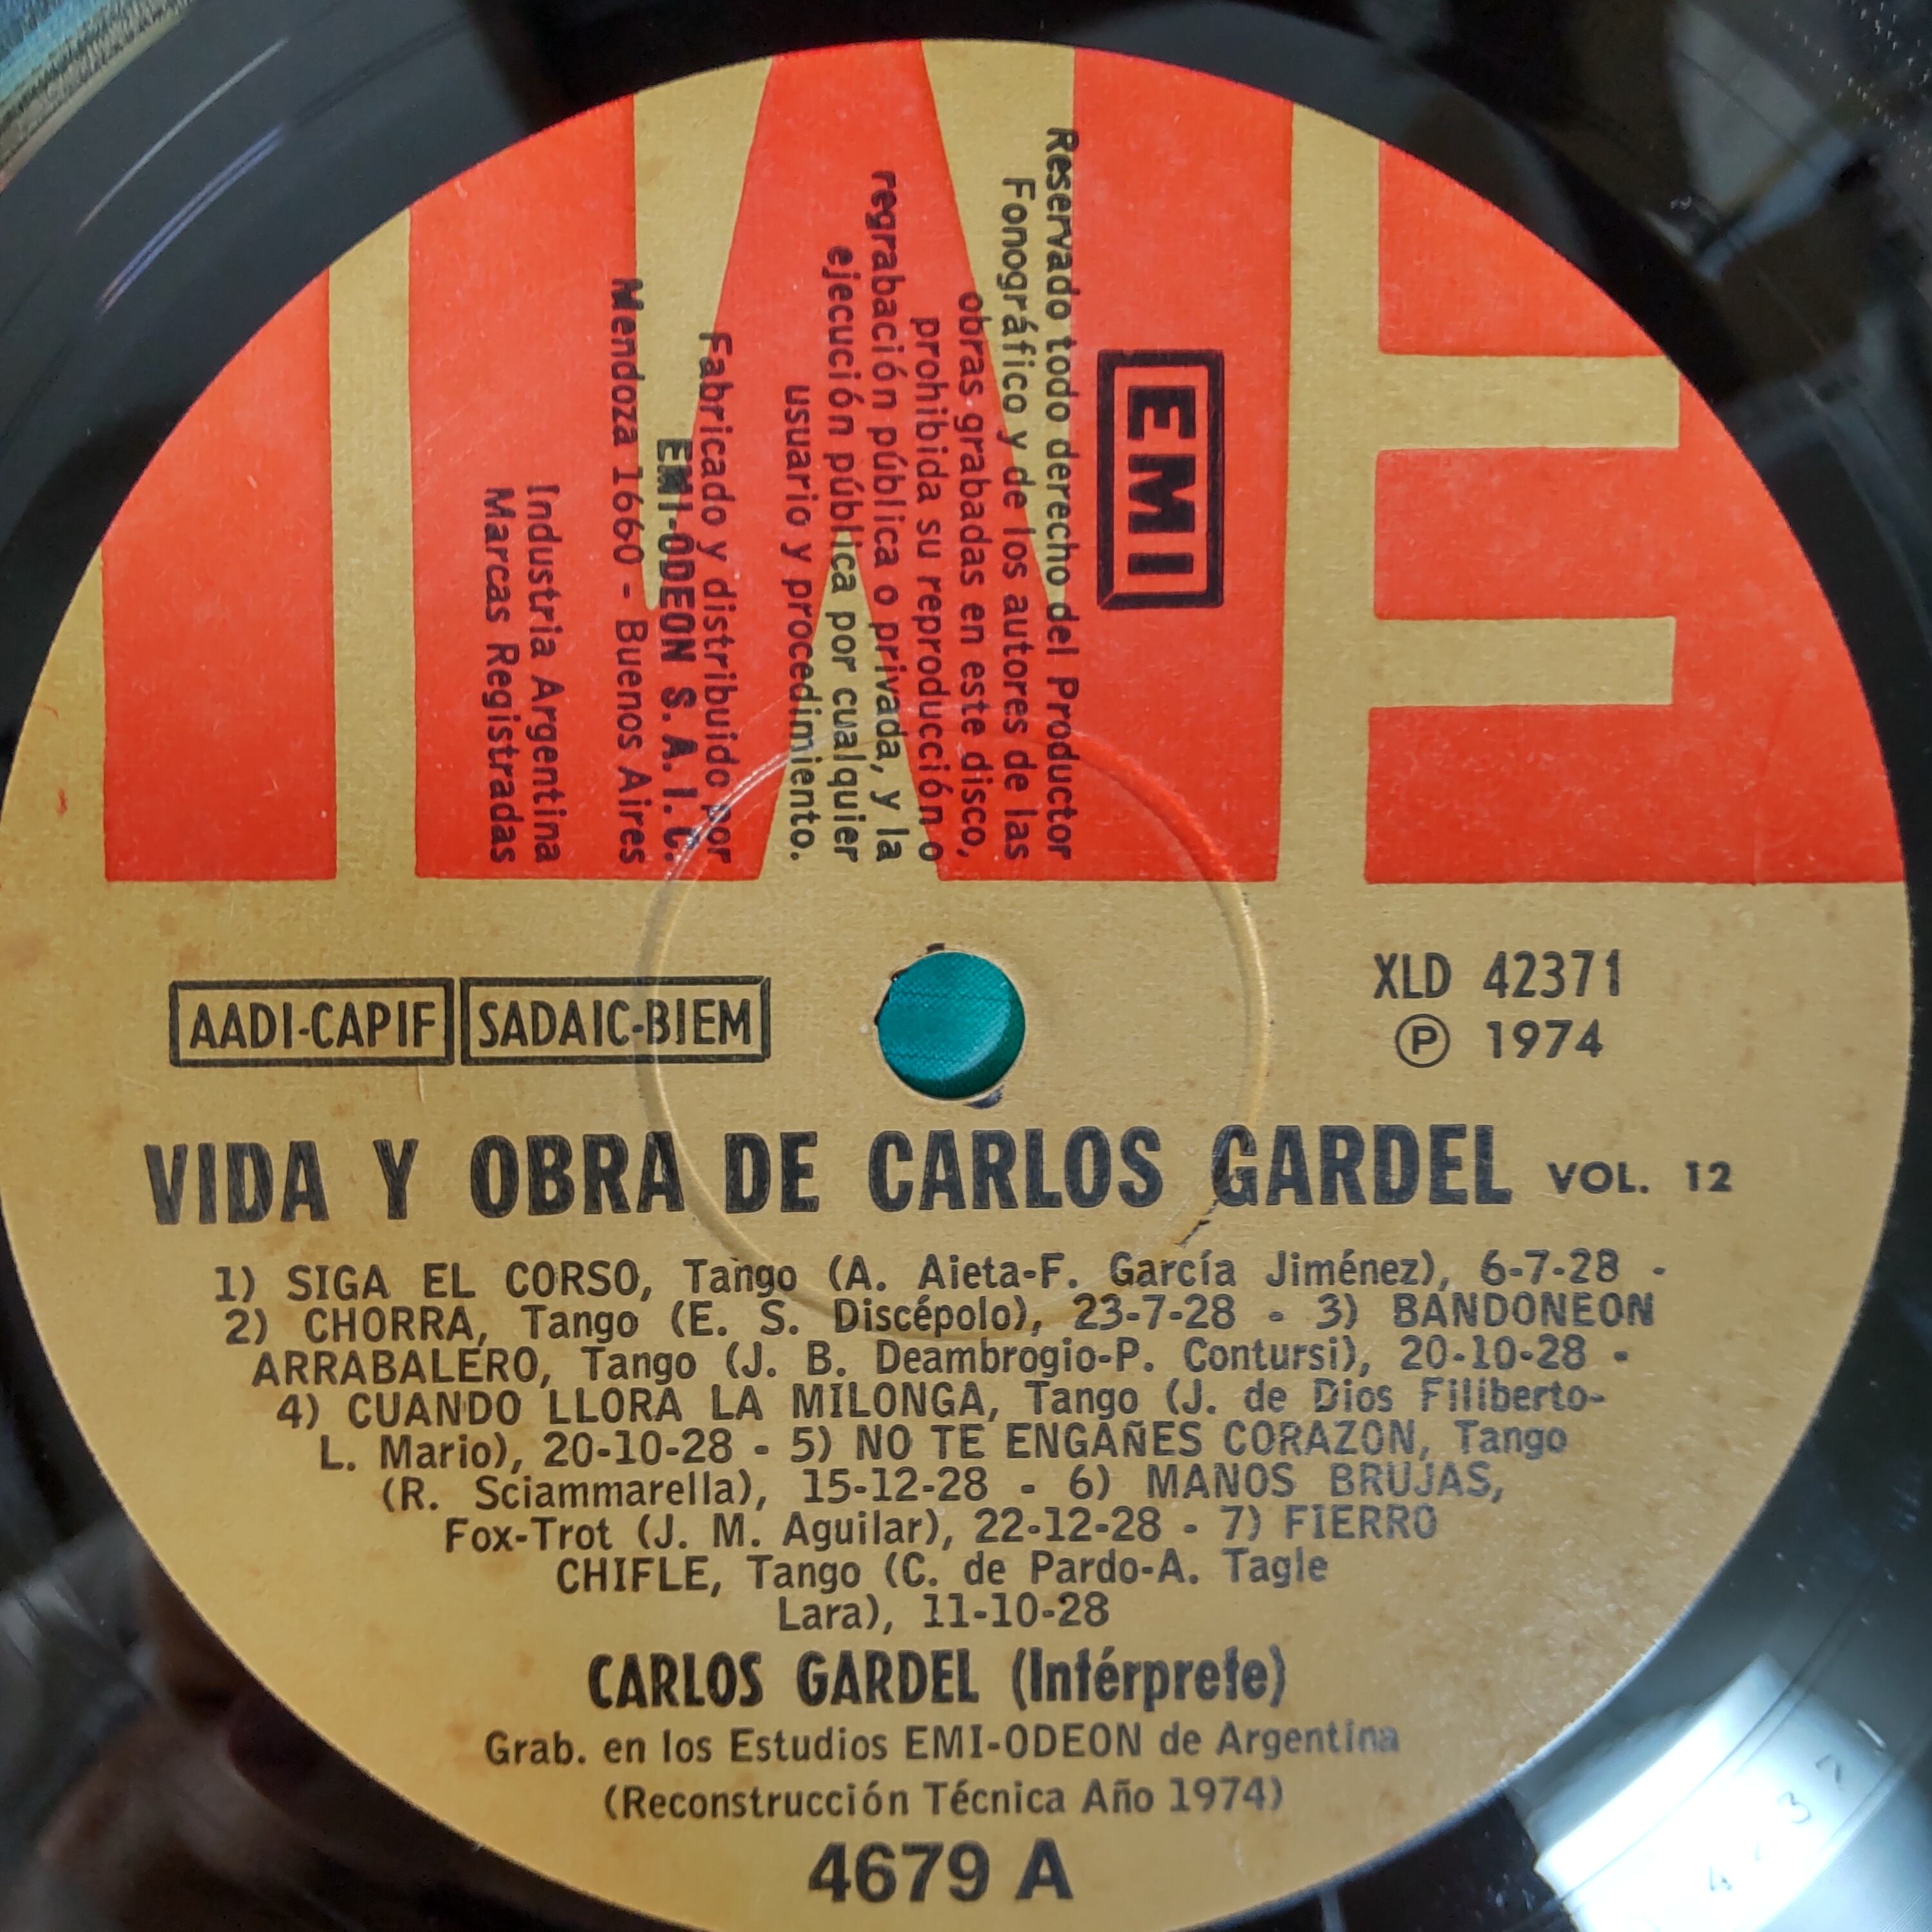 EMI
Reservado todo derecho del Productor
Fonográfico y de los autores de las
obras grabadas en este disco,
prohibida su reproducción o
regrabación pública o privada, y la
ejecución pública por cualquier
usuario y procedimiento.
Fabricado y distribuido por
EMI-ODEON S. A. I. C.
Mendoza 1660 - Buenos Aires
Industria Argentina
Marcas Registradas
EMI
AADI-CAPIF SADAIC-BIEM
XLD 42371
Ⓟ 1974
VIDA Y OBRA DE CARLOS GARDEL VOL. 12
1) SIGA EL CORSO, Tango (A. Aieta-F. García Jiménez), 6-7-28 -
2) CHORRA, Tango (E. S. Discépolo), 23-7-28 - 3) BANDONEON
ARRABALERO, Tango (J. B. Deambrogio-P. Contursi), 20-10-28 -
4) CUANDO LLORA LA MILONGA, Tango (J. de Dios Filiberto-
L. Mario), 20-10-28 - 5) NO TE ENGAÑES CORAZON, Tango
(R. Sciammarella), 15-12-28 - 6) MANOS BRUJAS,
Fox-Trot (J. M. Aguilar), 22-12-28 - 7) FIERRO
CHIFLE, Tango (C. de Pardo-A. Tagle
Lara), 11-10-28
CARLOS GARDEL (Intérprete)
Grab. en los Estudios EMI-ODEON de Argentina
(Reconstrucción Técnica Año 1974)
4679 A